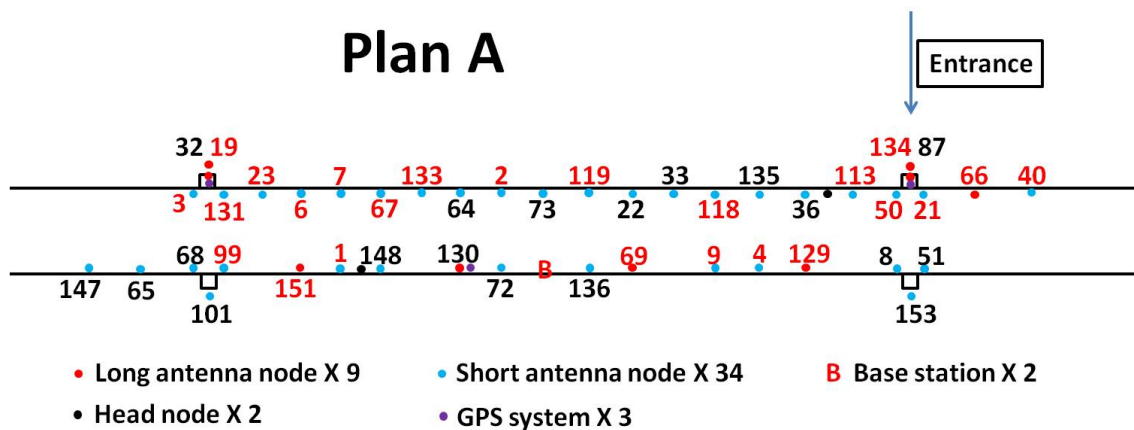 Plan A
Entrance
32 19
134 87
23 7 133 2 119 33 135 113 66 40
3 131 6 67 64 73 22 118 36 50 21
68 99 1 148 130 B 69 9 4 129 8 51
147 65 151 72 136
101 153
Long antenna node X 9 Short antenna node X 34 B Base station X 2
Head node X 2 GPS system X 3